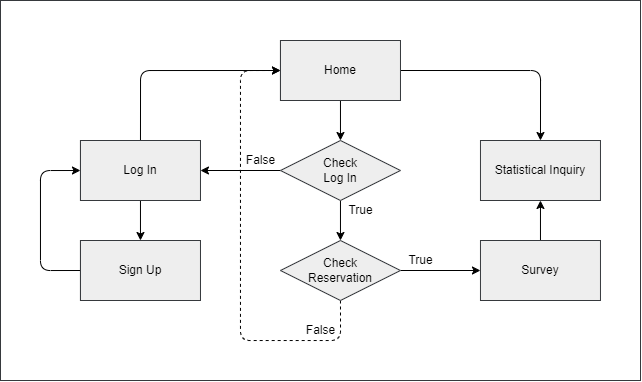 Home
Log In
False
Check
Log In
Statistical Inquiry
True
Sign Up
Check
Reservation
True
Survey
False